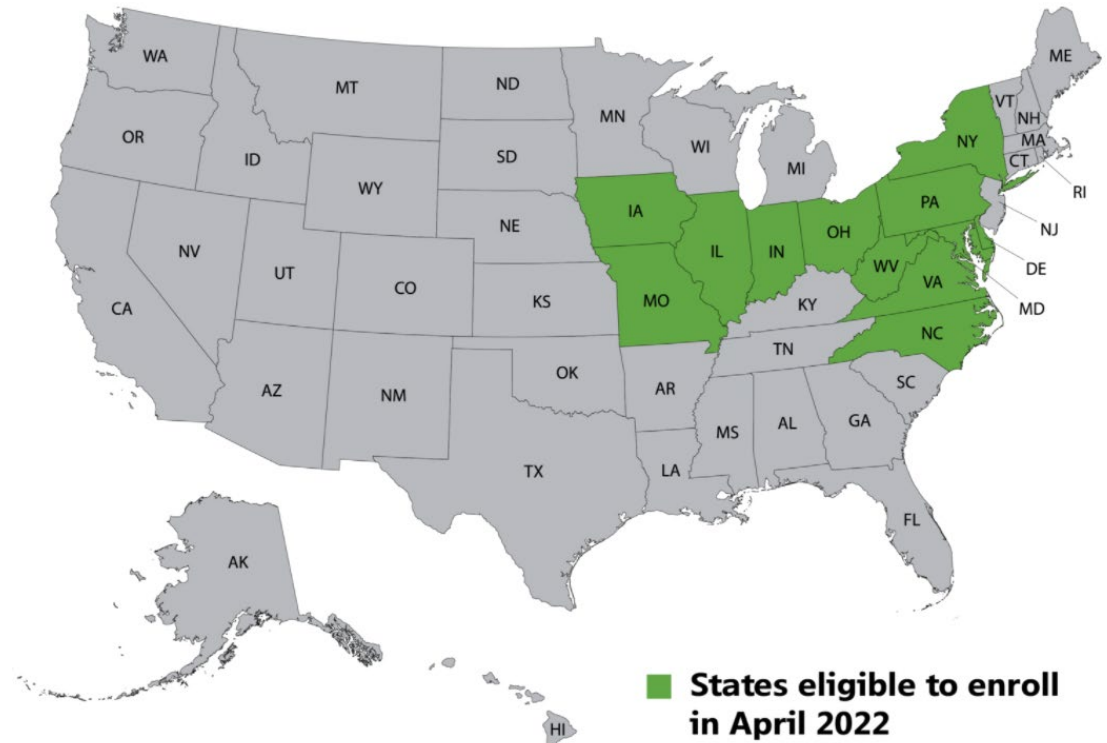 WA
MT
ND
MN
ME
VT
NH
OR
ID
SD
WI
MI
NY
MA
CT
RI
WY
NE
IA
PA
NJ
NV
UT
CO
KS
IL
IN
OH
WV
VA
DE
MD
CA
MO
KY
NC
AZ
NM
OK
AR
TN
SC
TX
LA
MS
AL
GA
FL
AK
HI
States eligible to enroll
in April 2022